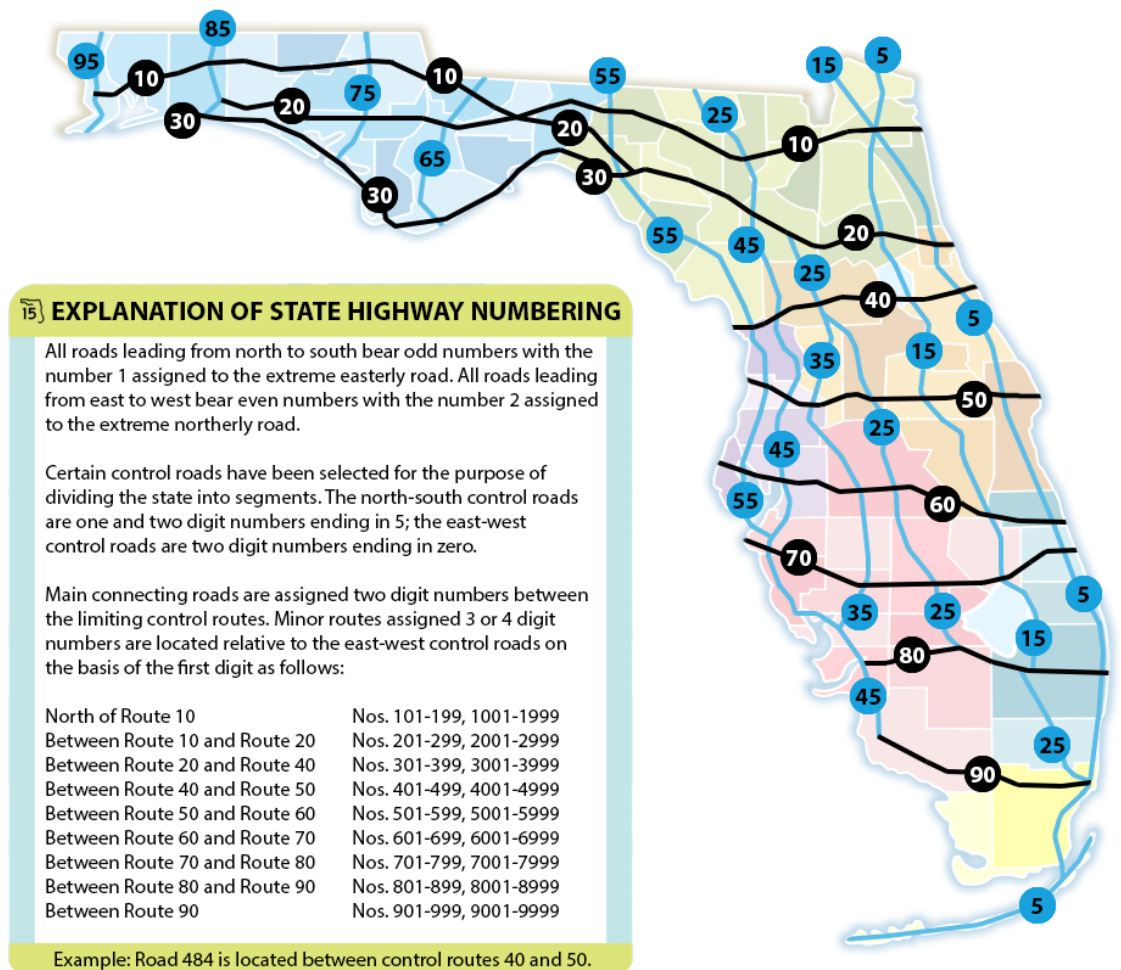 85
5
15
95
55
10
10
75
25
20
20
30
10
65
30
30
20
55
45
25
40
5
15
35
50
25
45
60
55
70
5
35
25
15
80
45
25
90
5
15 EXPLANATION OF STATE HIGHWAY NUMBERING
All roads leading from north to south bear odd numbers with the
number 1 assigned to the extreme easterly road. All roads leading
from east to west bear even numbers with the number 2 assigned
to the extreme northerly road.
Certain control roads have been selected for the purpose of
dividing the state into segments. The north-south control roads
are one and two digit numbers ending in 5; the east-west
control roads are two digit numbers ending in zero.
Main connecting roads are assigned two digit numbers between
the limiting control routes. Minor routes assigned 3 or 4 digit
numbers are located relative to the east-west control roads on
the basis of the first digit as follows:
North of Route 10 Nos. 101-199, 1001-1999
Between Route 10 and Route 20 Nos. 201-299, 2001-2999
Between Route 20 and Route 40 Nos. 301-399, 3001-3999
Between Route 40 and Route 50 Nos. 401-499, 4001-4999
Between Route 50 and Route 60 Nos. 501-599, 5001-5999
Between Route 60 and Route 70 Nos. 601-699, 6001-6999
Between Route 70 and Route 80 Nos. 701-799, 7001-7999
Between Route 80 and Route 90 Nos. 801-899, 8001-8999
Between Route 90 Nos. 901-999, 9001-9999
Example: Road 484 is located between control routes 40 and 50.